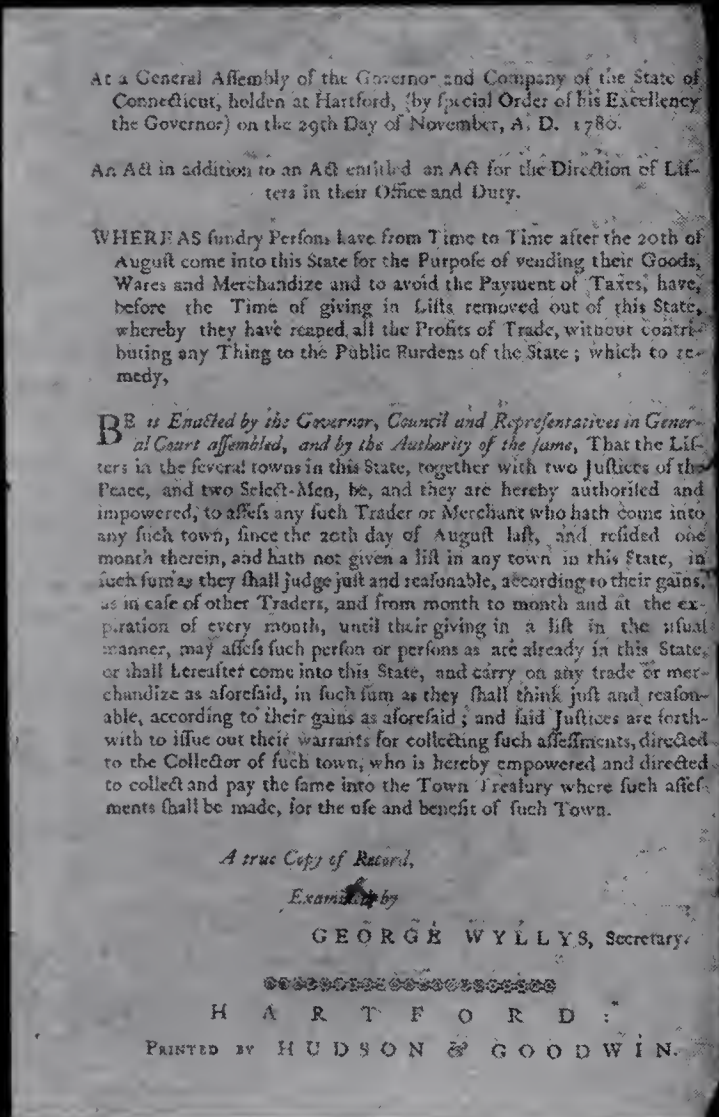 At a General Aſſembly of the Governor and Company of the State of
Connecticut, holden at Hartford, (by ſpecial Order of his Excellency
the Governor) on the 29th Day of November, A. D. 1780.
An Act in addition to an Act entitled an Act for the Direction of Liſ-
ters in their Office and Duty.
WHEREAS ſundry Perſons have from Time to Time after the 20th of
Auguſt come into this State for the Purpoſe of vending their Goods,
Wares and Merchandize and to avoid the Payment of Taxes, have,
before the Time of giving in Liſts removed out of this State,
whereby they have reaped all the Profits of Trade, without contri-
buting any Thing to the Public Burdens of the State ; which to re-
medy,
BE it Enacted by the Governor, Council and Repreſentatives in Gener-
al Court aſſembled, and by the Authority of the ſame, That the Liſ-
ters in the ſeveral towns in this State, together with two Juſtices of the
Peace, and two Select-Men, be, and they are hereby authoriſed and
impowered, to aſſeſs any ſuch Trader or Merchant who hath come into
any ſuch town, ſince the 20th day of Auguſt laſt, and reſided one
month therein, and hath not given a liſt in any town in this State, in
ſuch ſum as they ſhall judge juſt and reaſonable, according to their gains,
as in caſe of other Traders, and from month to month and at the ex-
piration of every month, until their giving in a liſt in the uſual
manner, may aſſeſs ſuch perſon or perſons as are already in this State,
or ſhall hereafter come into this State, and carry on any trade or mer-
chandize as aforeſaid, in ſuch ſum as they ſhall think juſt and reaſon-
able, according to their gains as aforeſaid ; and ſaid Juſtices are forth-
with to iſſue out their warrants for collecting ſuch aſſeſſments, directed
to the Collector of ſuch town, who is hereby empowered and directed
to collect and pay the ſame into the Town Treaſury where ſuch aſſeſ-
ments ſhall be made, for the uſe and benefit of ſuch Town.
A true Copy of Record,
Examined by
GEORGE WYLLYS, Secretary.
HARTFORD:
PRINTED BY HUDSON & GOODWIN.